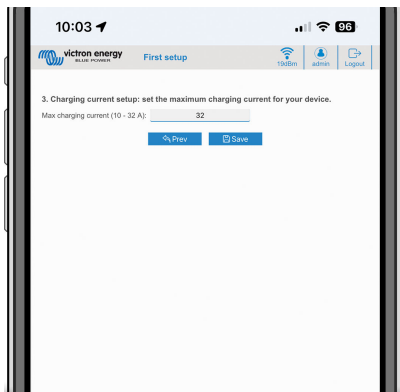 10:03
96
victron energy
BLUE POWER
First setup
19dBm
admin
Logout
3. Charging current setup: set the maximum charging current for your device.
Max charging current (10 - 32 A):
32
Prev
Save